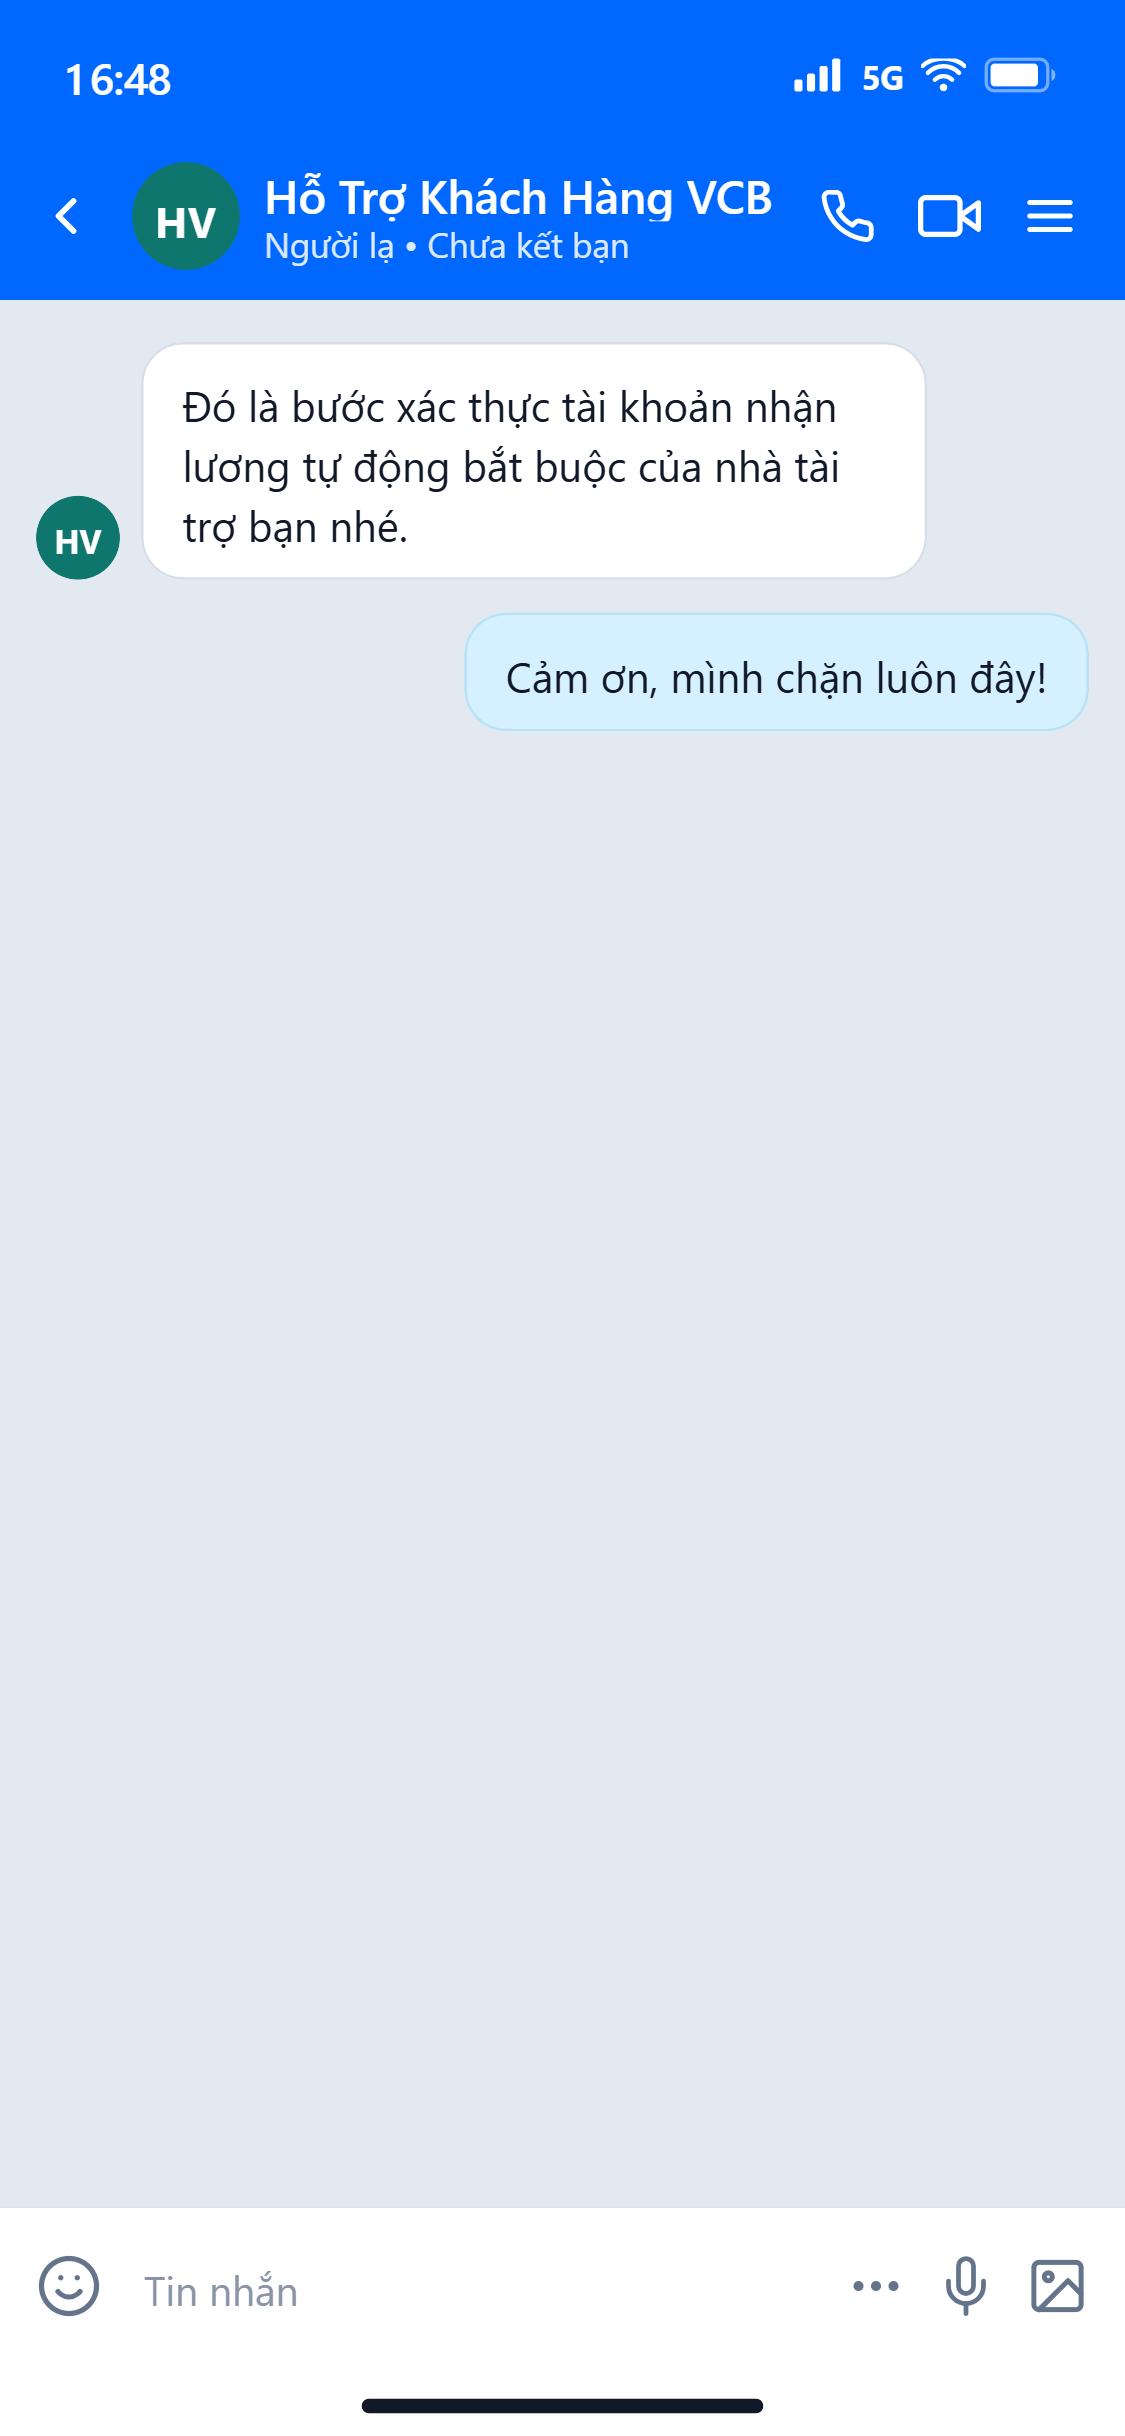 16:48
5G
HV
Hỗ Trợ Khách Hàng VCB
Người lạ • Chưa kết bạn
Đó là bước xác thực tài khoản nhận
lương tự động bắt buộc của nhà tài
trợ bạn nhé.
HV
Cảm ơn, mình chặn luôn đây!
Tin nhắn